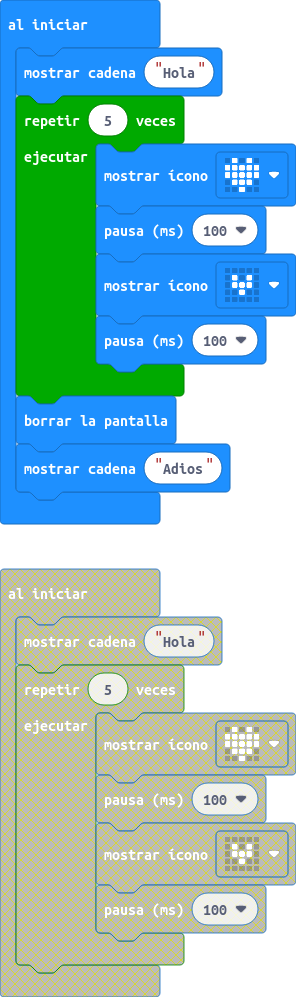 al iniciar
mostrar cadena "Hola"
repetir 5 veces
ejecutar
mostrar icono
pausa (ms) 100
mostrar icono
pausa (ms) 100
borrar la pantalla
mostrar cadena "Adios"
al iniciar
mostrar cadena "Hola"
repetir 5 veces
ejecutar
mostrar icono
pausa (ms) 100
mostrar icono
pausa (ms) 100